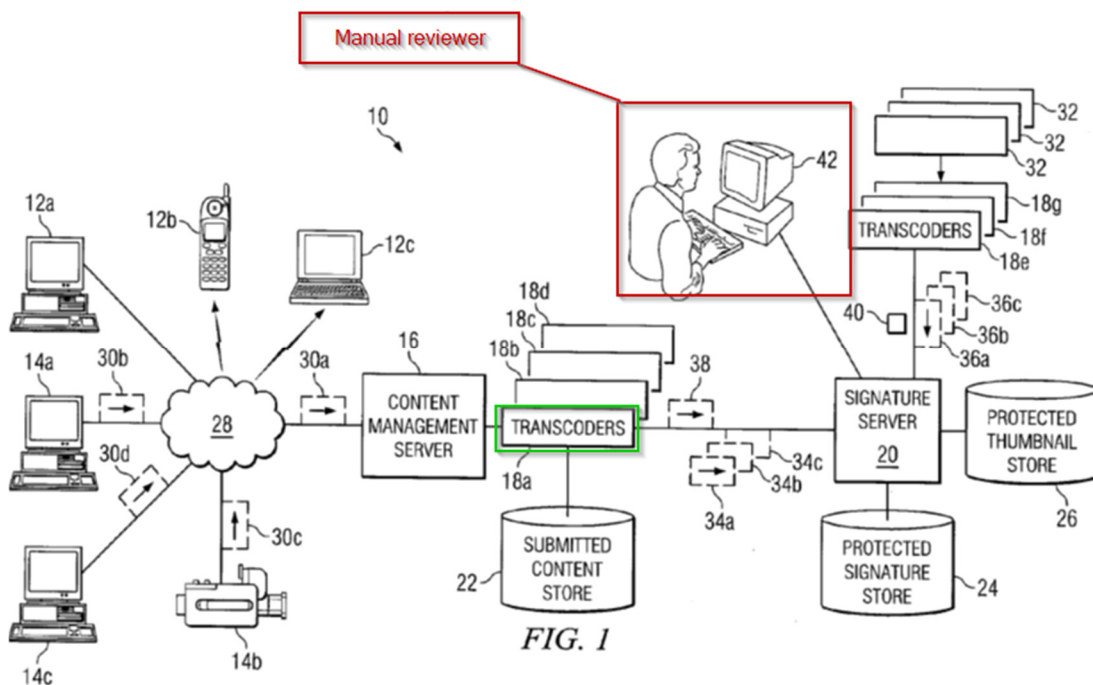 Manual reviewer
10
42
32
32
32
12a
12b
12c
18g
TRANSCODERS
18f
18e
18d
18c
18b
16
30a
14a
30b
28
CONTENT
MANAGEMENT
SERVER
TRANSCODERS
18a
38
34c
34b
34a
40
36c
36b
36a
SIGNATURE
SERVER
20
PROTECTED
THUMBNAIL
STORE
26
30d
30c
14c
14b
22
SUBMITTED
CONTENT
STORE
PROTECTED
SIGNATURE
STORE
24
FIG. 1